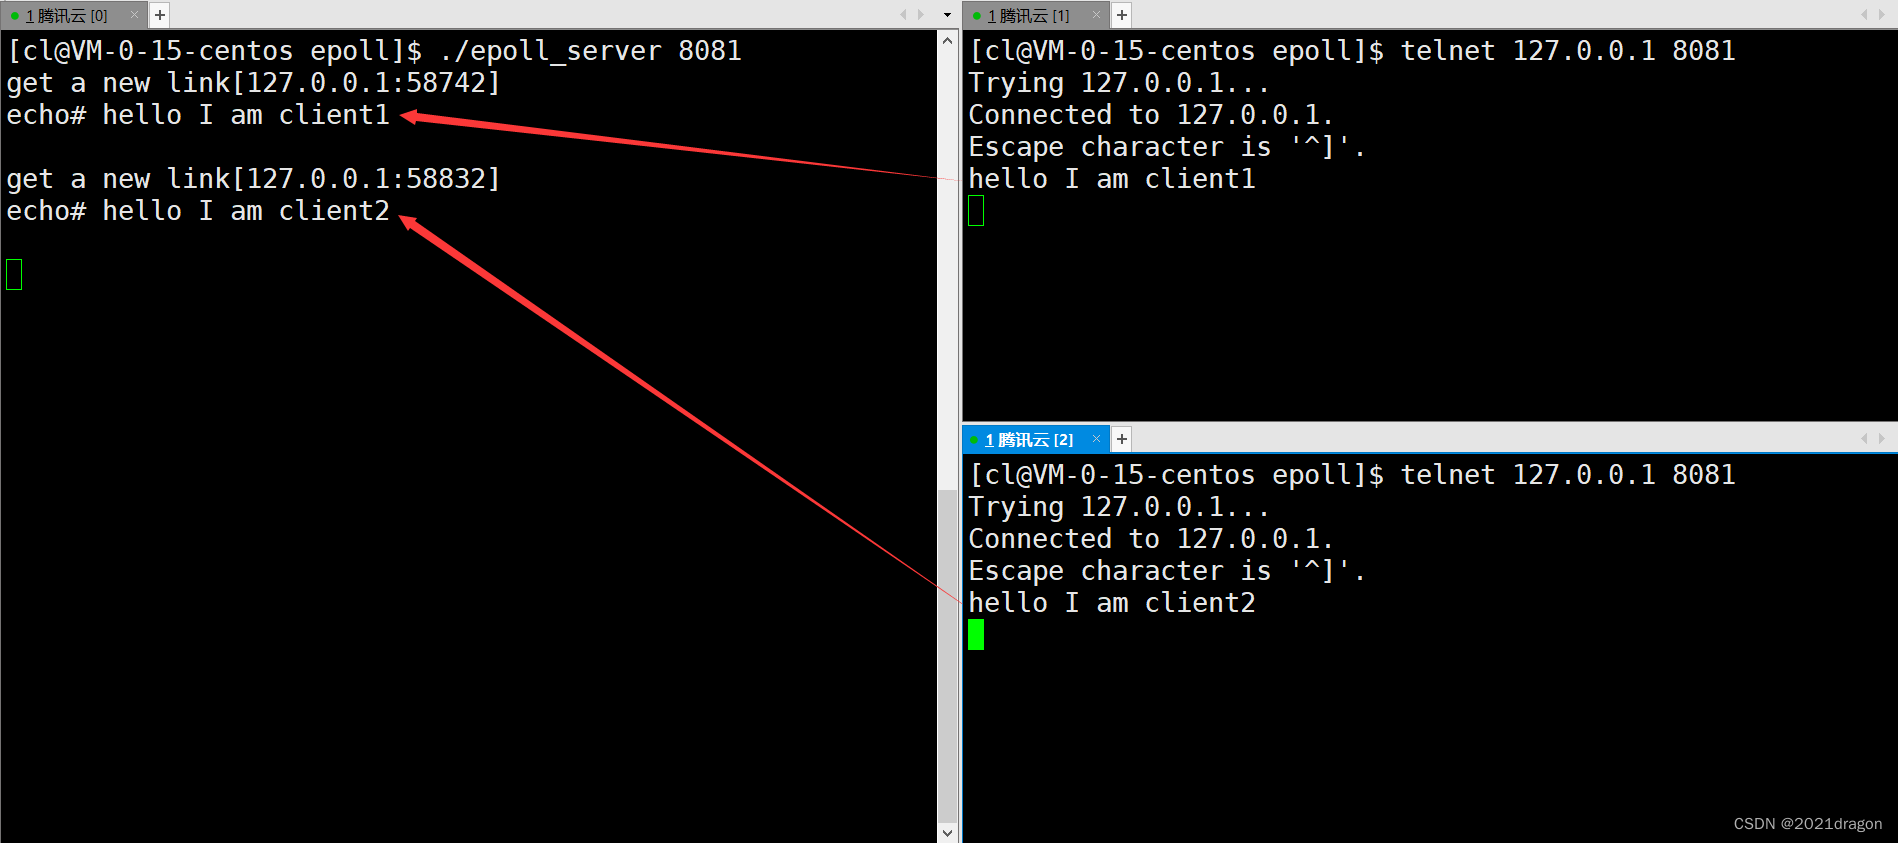 1 腾讯云 [0]
[cl@VM-0-15-centos epoll]$ ./epoll_server 8081
get a new link[127.0.0.1:58742]
echo# hello I am client1
get a new link[127.0.0.1:58832]
echo# hello I am client2
1 腾讯云 [1]
[cl@VM-0-15-centos epoll]$ telnet 127.0.0.1 8081
Trying 127.0.0.1...
Connected to 127.0.0.1.
Escape character is '^]'.
hello I am client1
1 腾讯云 [2]
[cl@VM-0-15-centos epoll]$ telnet 127.0.0.1 8081
Trying 127.0.0.1...
Connected to 127.0.0.1.
Escape character is '^]'.
hello I am client2
CSDN @2021dragon